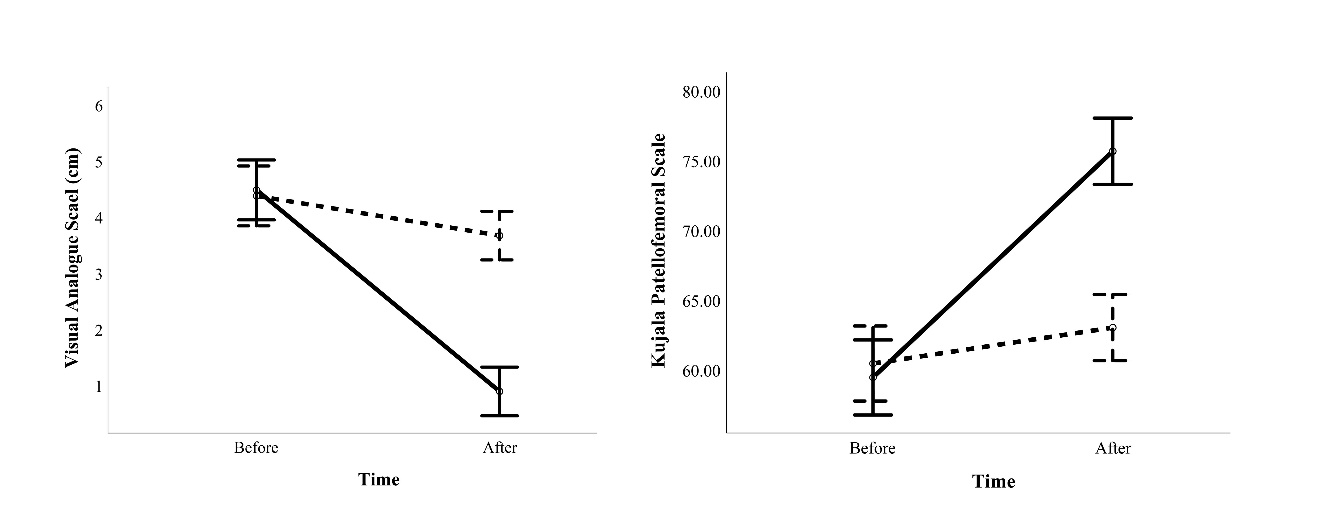 Visual Analogue Scael (cm)
6
5
4
3
2
1
Before
After
Time
Kujala Patellofemoral Scale
80.00
75.00
70.00
65.00
60.00
Before
After
Time